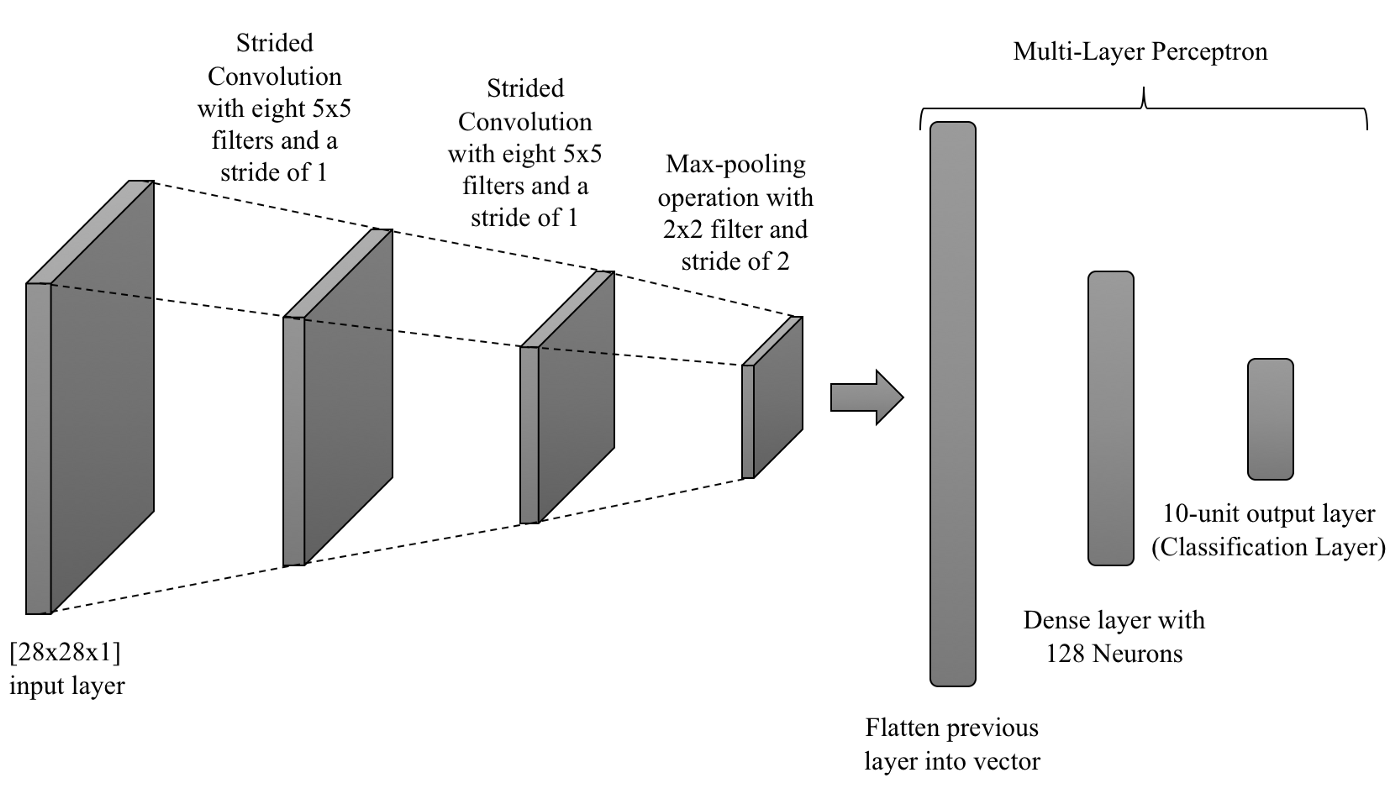 Strided
Convolution
with eight 5x5
filters and a
stride of 1
Strided
Convolution
with eight 5x5
filters and a
stride of 1
Max-pooling
operation with
2x2 filter and
stride of 2
Multi-Layer Perceptron
[28x28x1]
input layer
Flatten previous
layer into vector
Dense layer with
128 Neurons
10-unit output layer
(Classification Layer)